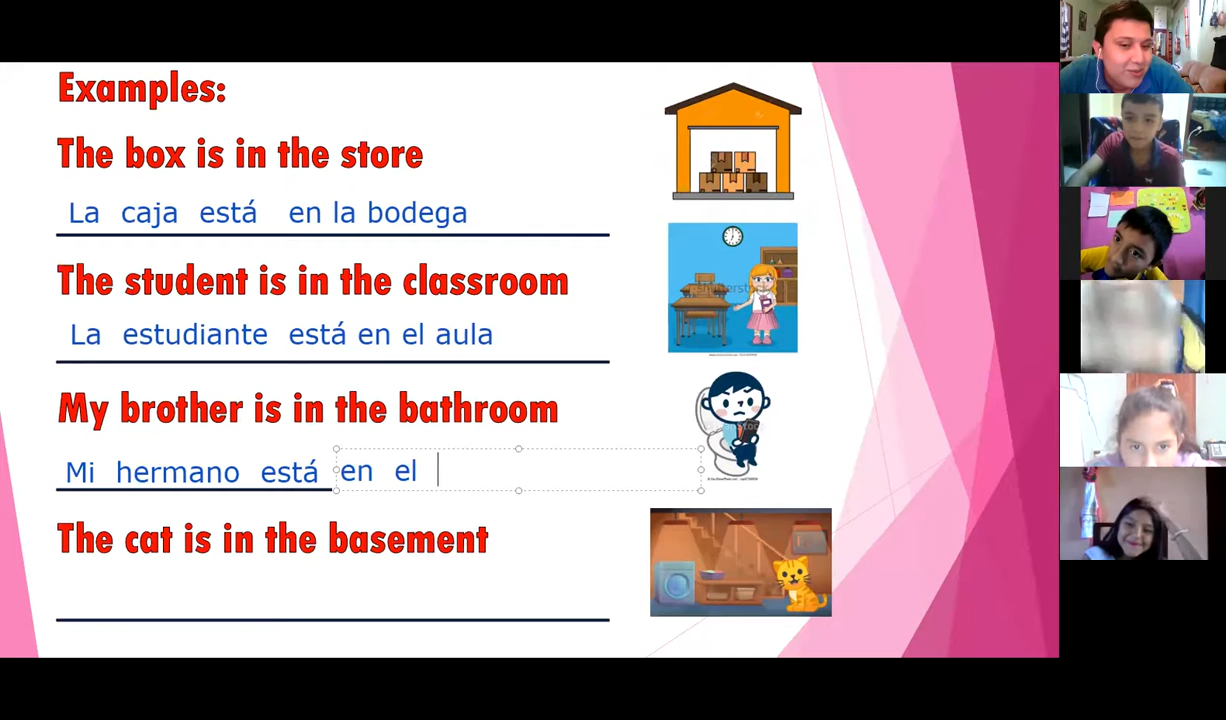 Examples:
The box is in the store
La caja está en la bodega
The student is in the classroom
La estudiante está en el aula
My brother is in the bathroom
Mi hermano está en el
The cat is in the basement